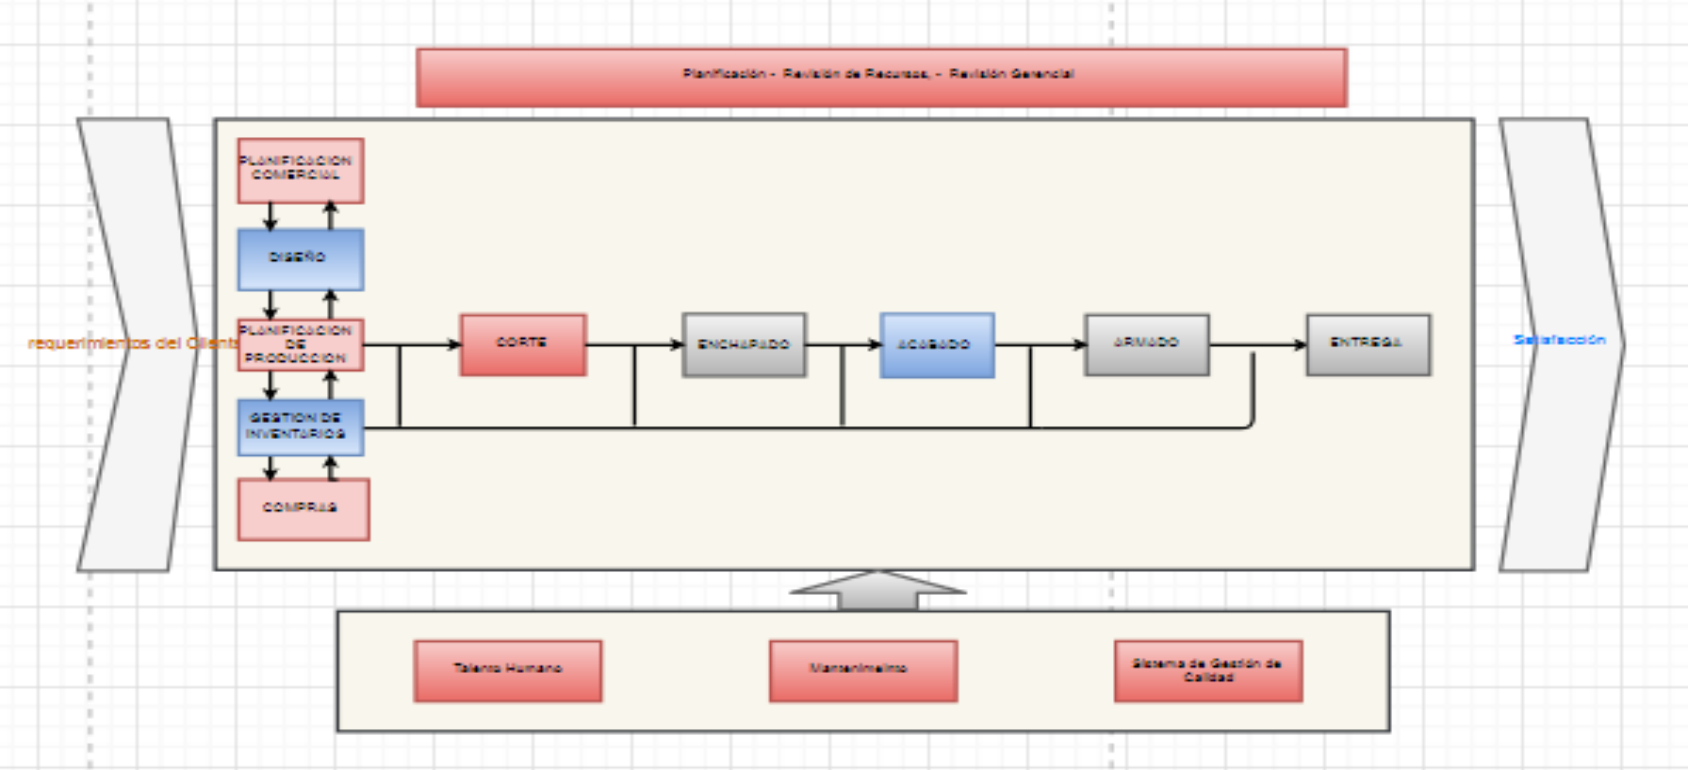 Planificación - Revisión de Recursos, - Revisión Gerencial
PLANIFICACION
COMERCIAL
DISEÑO
requerimientos del Cliente
PLANIFICACION
DE
PRODUCCION
CORTE
ENCHAPADO
ACABADO
ARMADO
ENTREGA
Satisfacción
GESTION DE
INVENTARIOS
COMPRAS
Talento Humano
Mantenimeinto
Sistema de Gestión de
Calidad